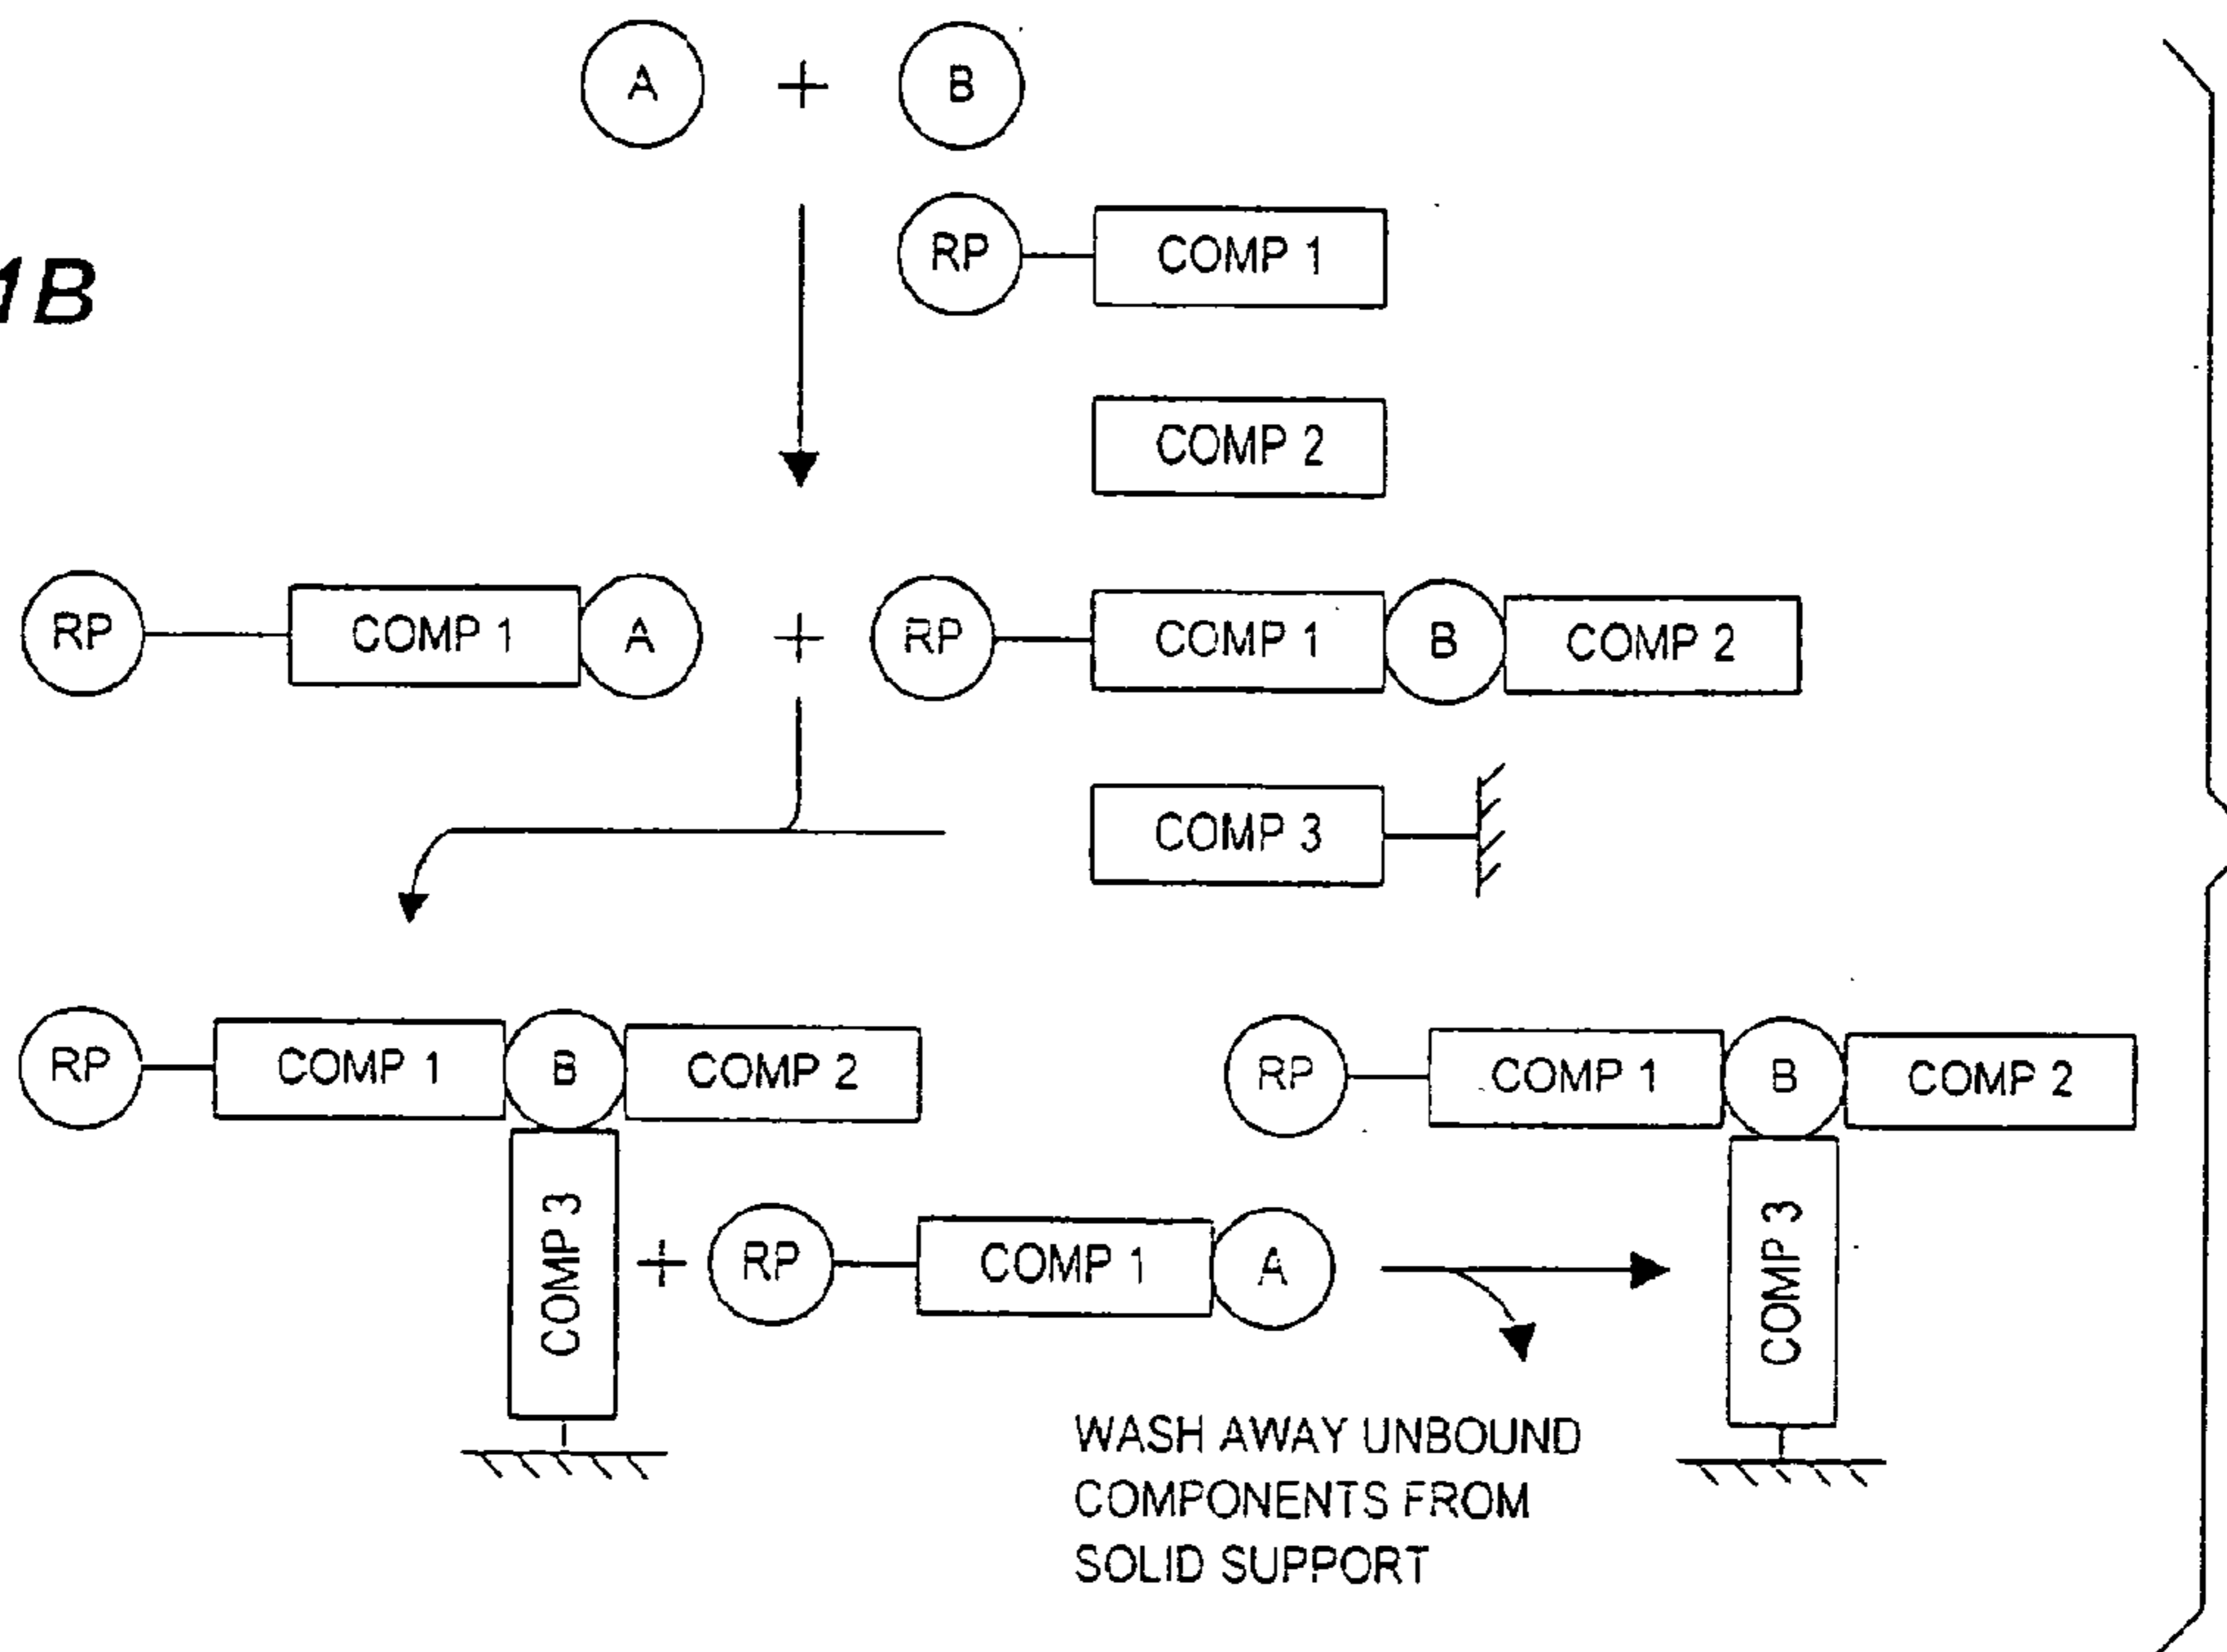 A + B
RP COMP 1
1B
COMP 2
RP COMP 1 A + RP COMP 1 B COMP 2
COMP 3
RP COMP 1 B COMP 2 RP COMP 1 B COMP 2
COMP 3 + RP COMP 1 A COMP 3
WASH AWAY UNBOUND
COMPONENTS FROM
SOLID SUPPORT